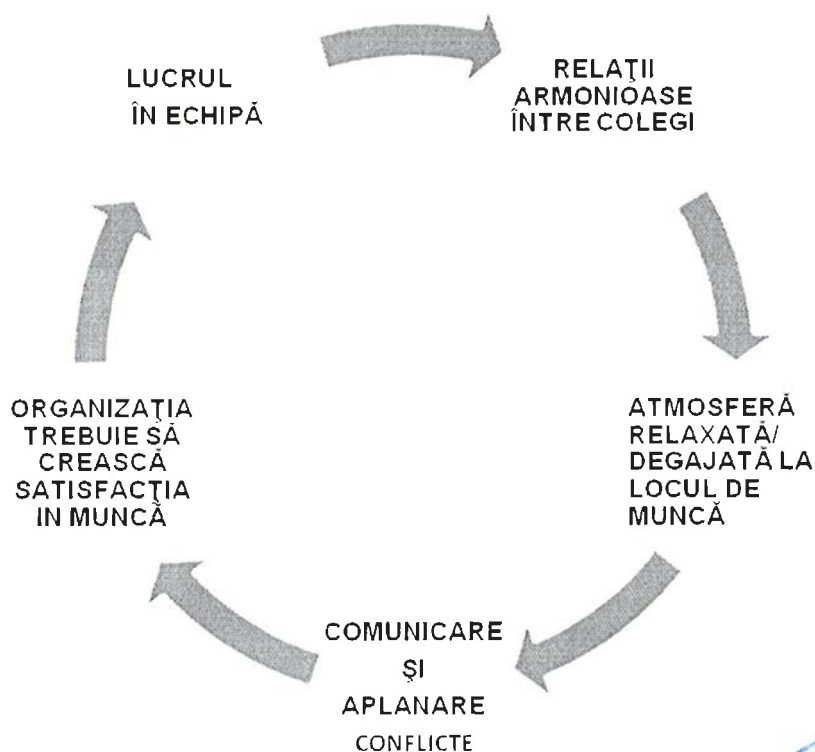 LUCRUL
ÎN ECHIPĂ
RELAŢII
ARMONIOASE
ÎNTRE COLEGI
ATMOSFERĂ
RELAXATĂ/
DEGAJATĂ LA
LOCUL DE
MUNCĂ
COMUNICARE
ŞI
APLANARE
CONFLICTE
ORGANIZAŢIA
TREBUIE SĂ
CREASCĂ
SATISFACŢIA
IN MUNCĂ